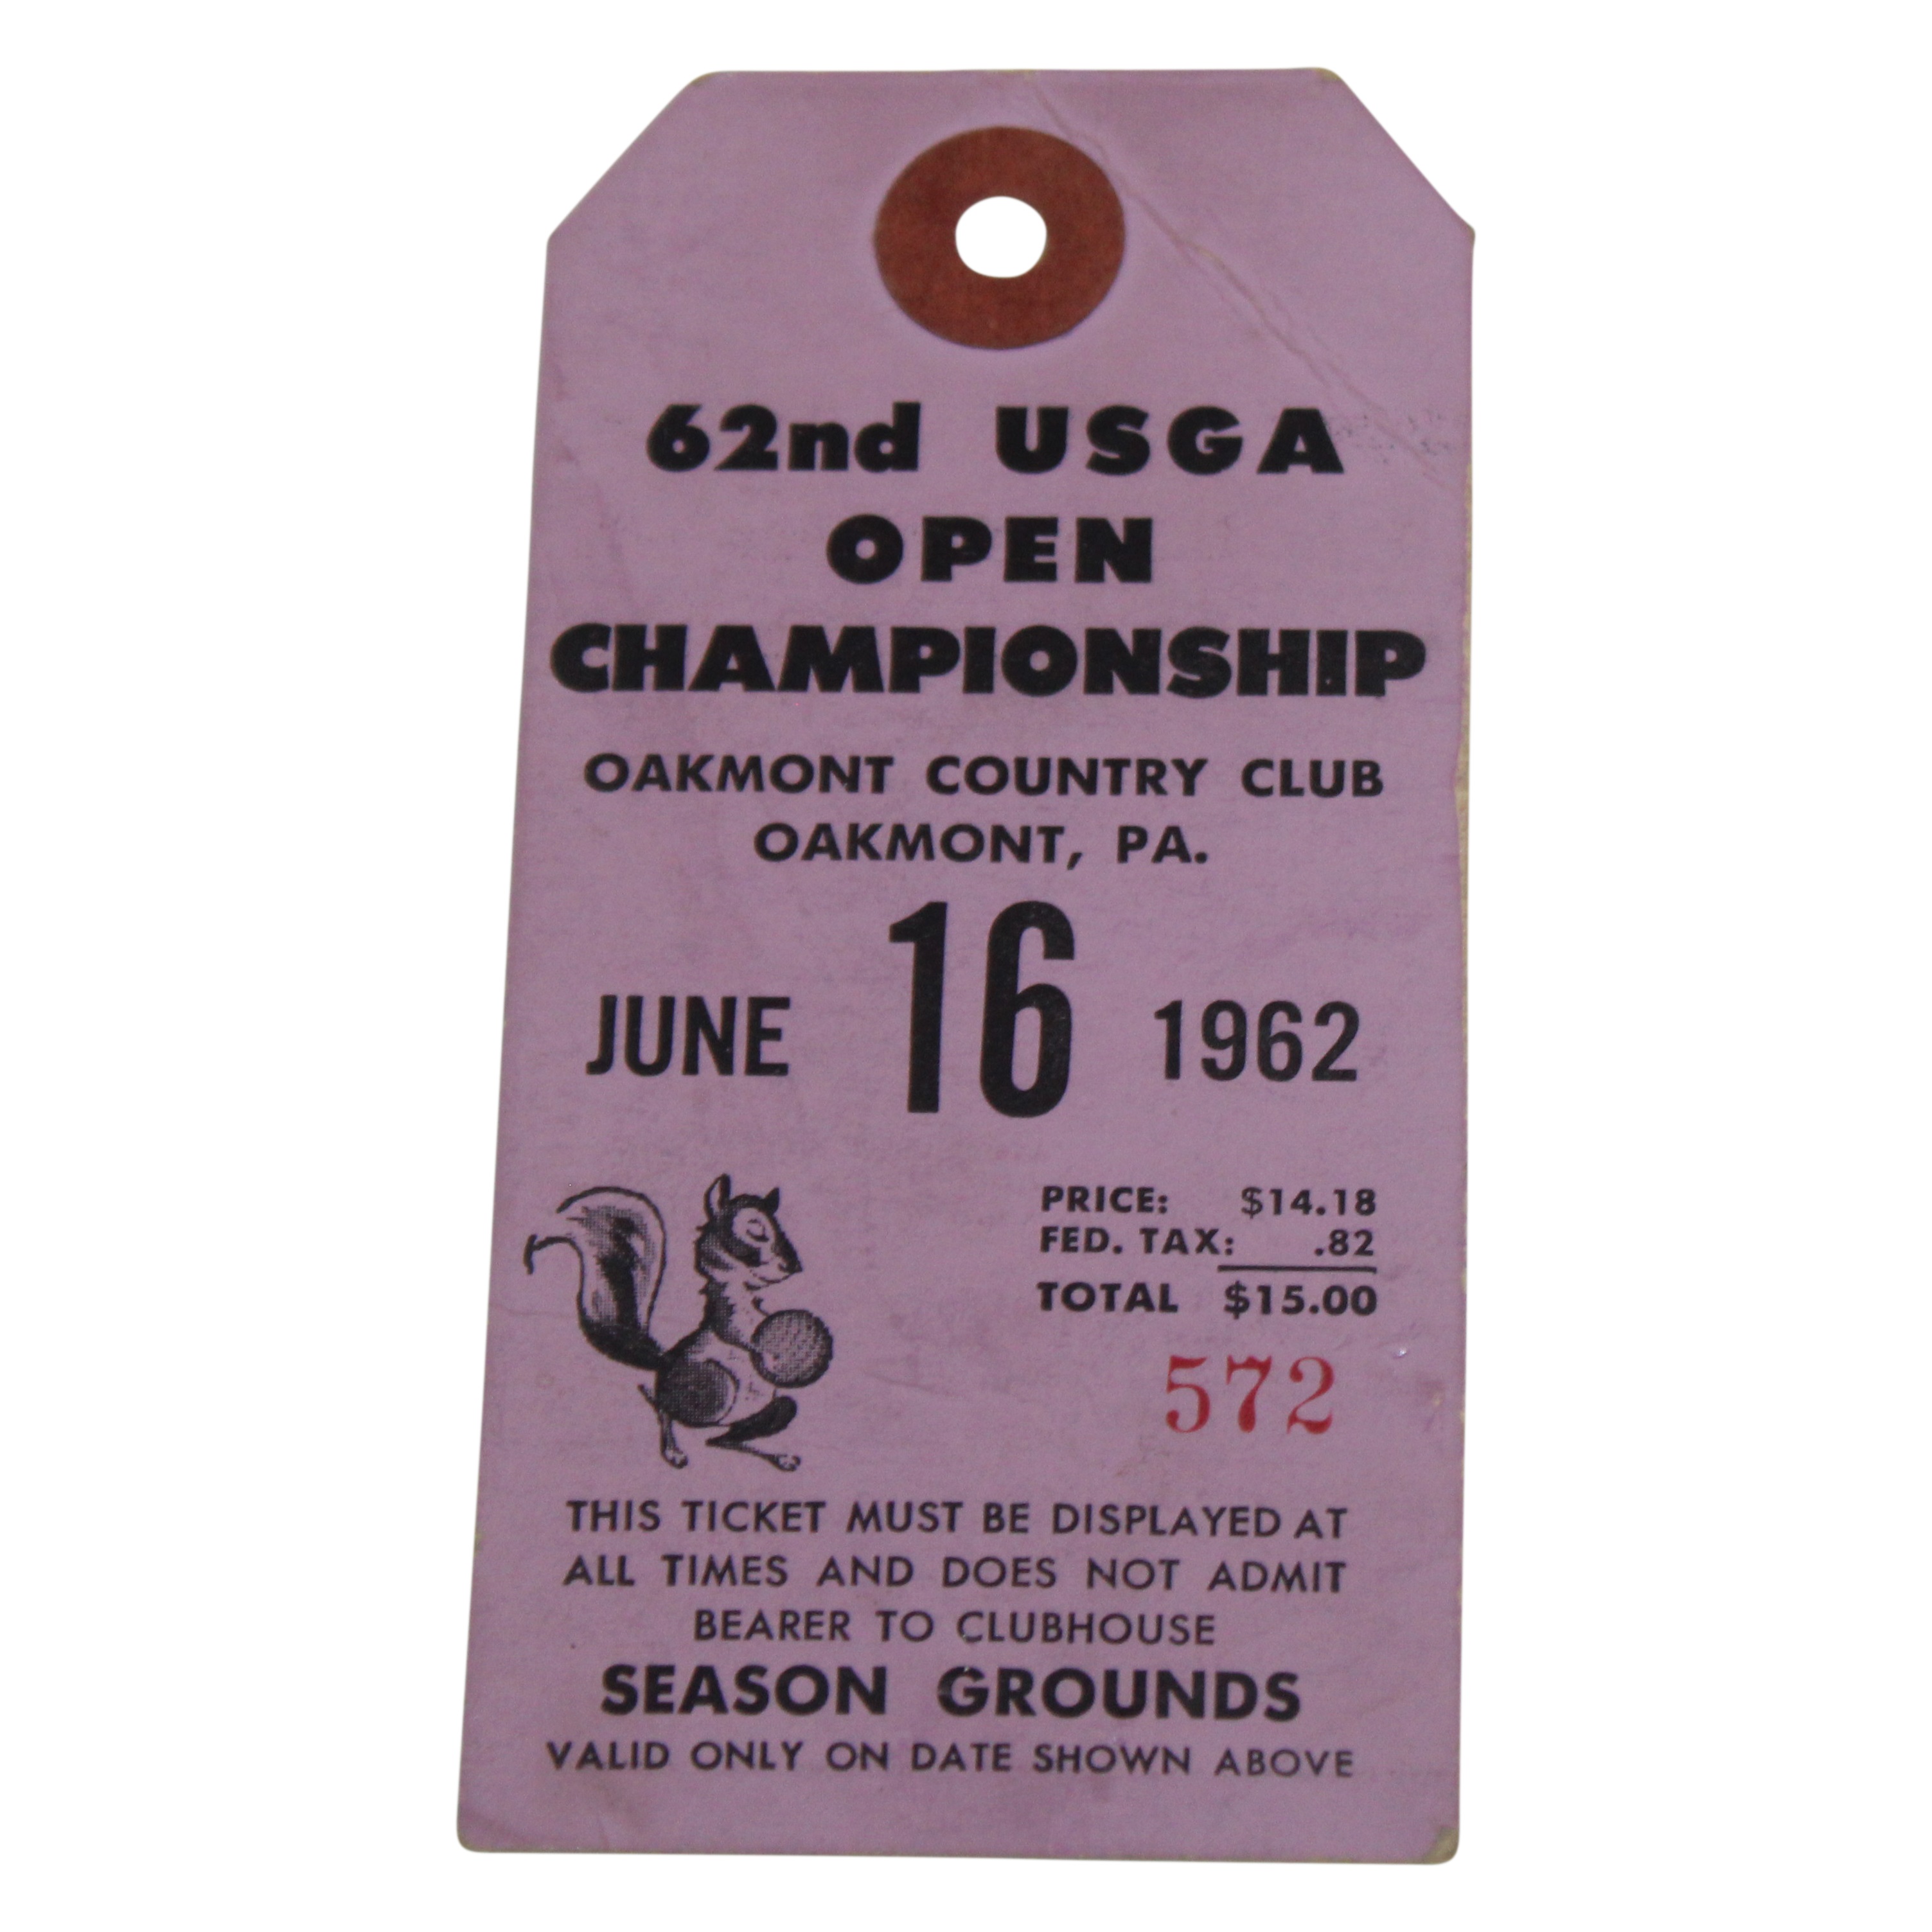 62nd USGA
OPEN
CHAMPIONSHIP
OAKMONT COUNTRY CLUB
OAKMONT, PA.
JUNE 16 1962
PRICE: $14.18
FED. TAX: .82
TOTAL $15.00
572
THIS TICKET MUST BE DISPLAYED AT
ALL TIMES AND DOES NOT ADMIT
BEARER TO CLUBHOUSE
SEASON GROUNDS
VALID ONLY ON DATE SHOWN ABOVE